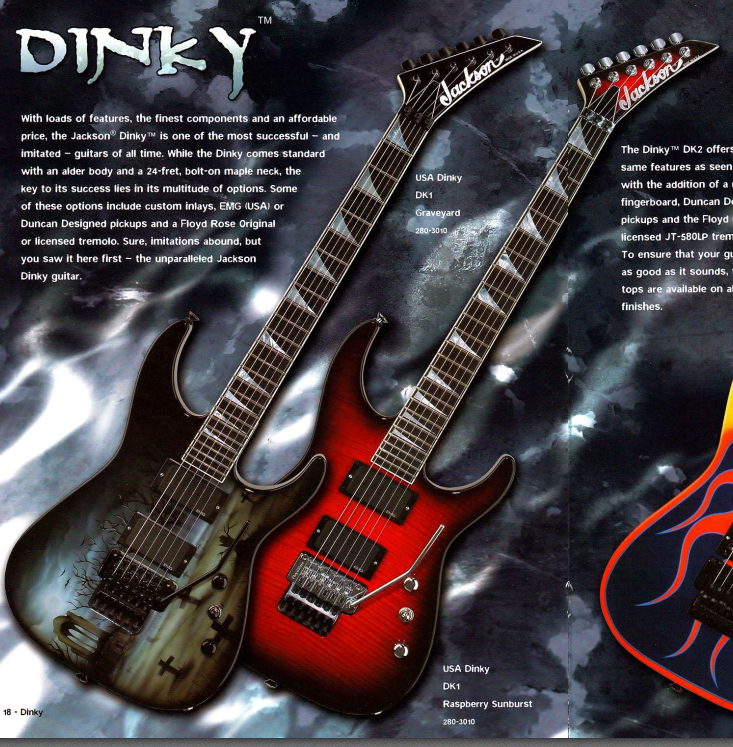 DINKY™
With loads of features, the finest components and an affordable
price, the Jackson® Dinky™ is one of the most successful – and
imitated – guitars of all time. While the Dinky comes standard
with an alder body and a 24-fret, bolt-on maple neck, the
key to its success lies in its multitude of options. Some
of these options include custom inlays, EMG (USA) or
Duncan Designed pickups and a Floyd Rose Original
or licensed tremolo. Sure, imitations abound, but
you saw it here first – the unparalleled Jackson
Dinky guitar.
Jackson
USA Dinky
DK1
Graveyard
280-3010
Jackson
USA Dinky
DK1
Raspberry Sunburst
280-3010
18 - Dinky
The Dinky™ DK2 offers
same features as seen
with the addition of a
fingerboard, Duncan De
pickups and the Floyd
licensed JT-580LP trem
To ensure that your gu
as good as it sounds,
tops are available on a
finishes.